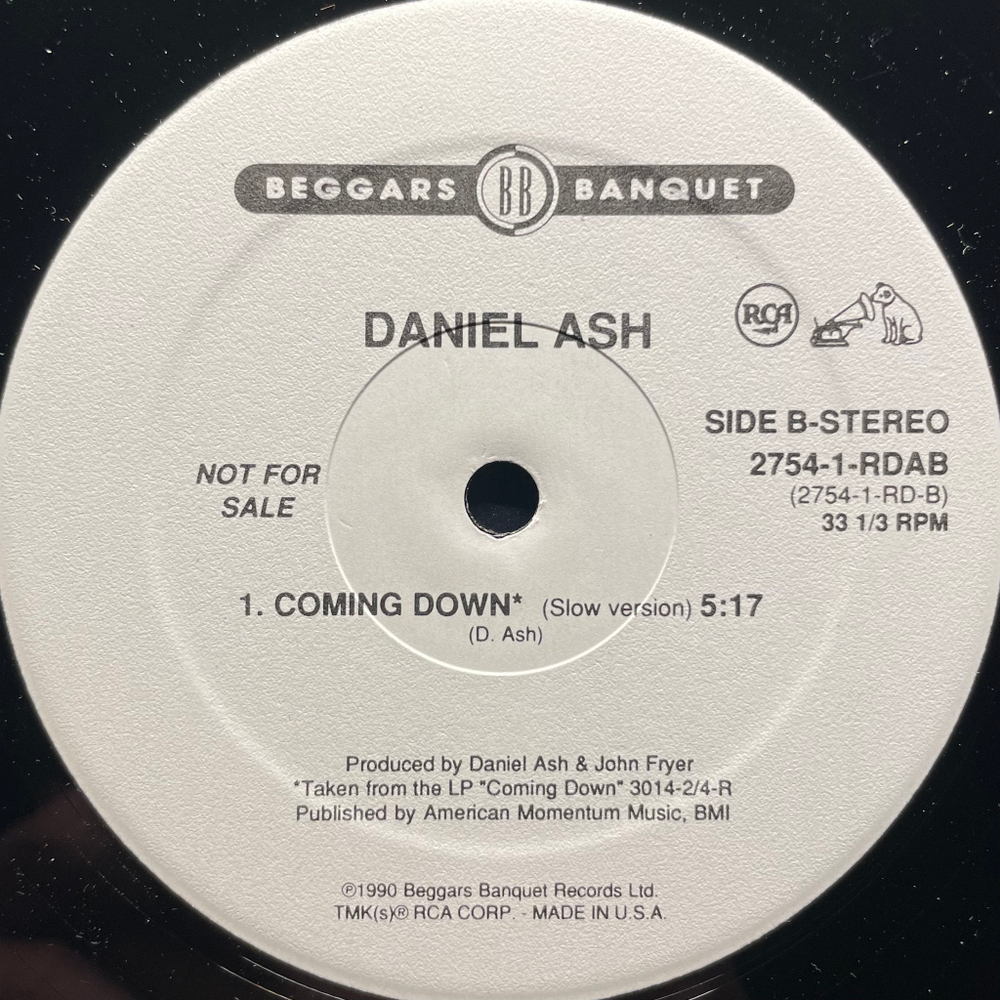 BEGGARS BB BANQUET
DANIEL ASH
RCA
SIDE B-STEREO
2754-1-RDAB
(2754-1-RD-B)
33 1/3 RPM
NOT FOR
SALE
1. COMING DOWN* (Slow version) 5:17
(D. Ash)
Produced by Daniel Ash & John Fryer
*Taken from the LP "Coming Down" 3014-2/4-R
Published by American Momentum Music, BMI
℗1990 Beggars Banquet Records Ltd.
TMK(s)® RCA CORP. - MADE IN U.S.A.